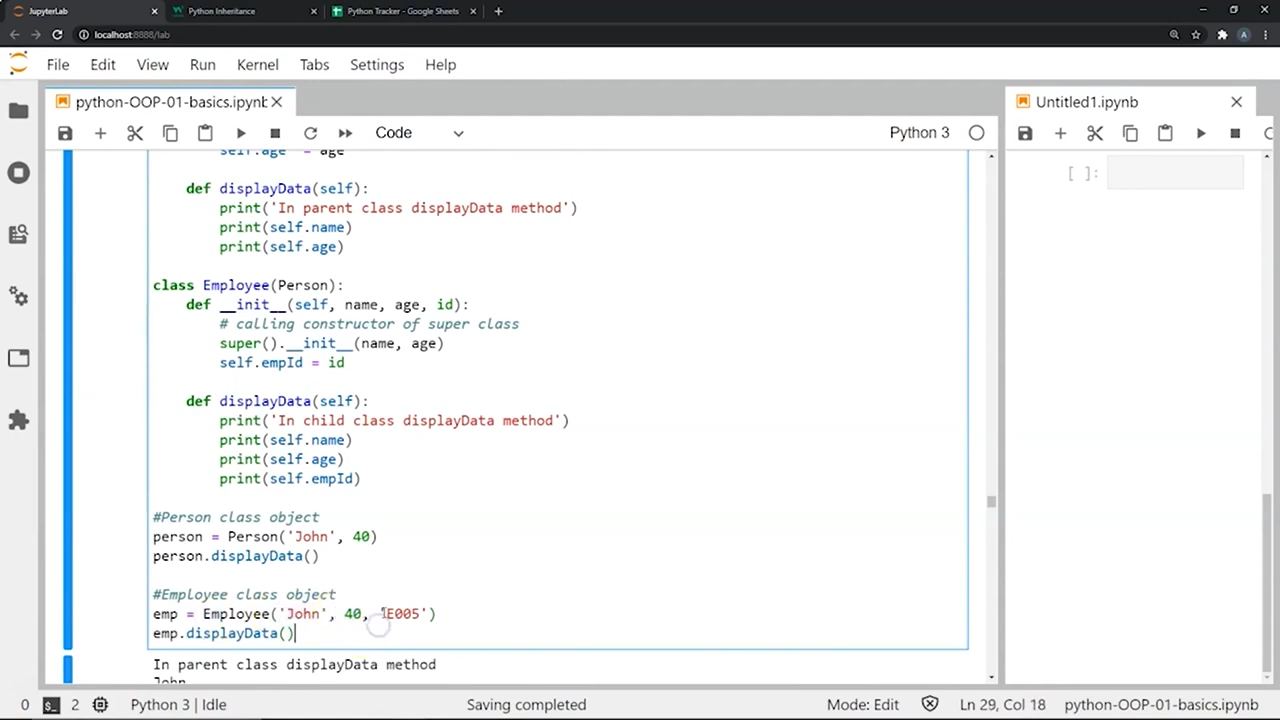 JupyterLab
Python Inheritance
Python Tracker - Google Sheets
localhost:8888/lab
A
File Edit View Run Kernel Tabs Settings Help
python-OOP-01-basics.ipynb
Untitled1.ipynb
Code
Python 3
self.age = age
[ ]:
def displayData(self):
print('In parent class displayData method')
print(self.name)
print(self.age)
class Employee(Person):
def __init__(self, name, age, id):
# calling constructor of super class
super().__init__(name, age)
self.empId = id
def displayData(self):
print('In child class displayData method')
print(self.name)
print(self.age)
print(self.empId)
#Person class object
person = Person('John', 40)
person.displayData()
#Employee class object
emp = Employee('John', 40, 'E005')
emp.displayData()
In parent class displayData method
John
0 2 Python 3 | Idle Saving completed Mode: Edit Ln 29, Col 18 python-OOP-01-basics.ipynb